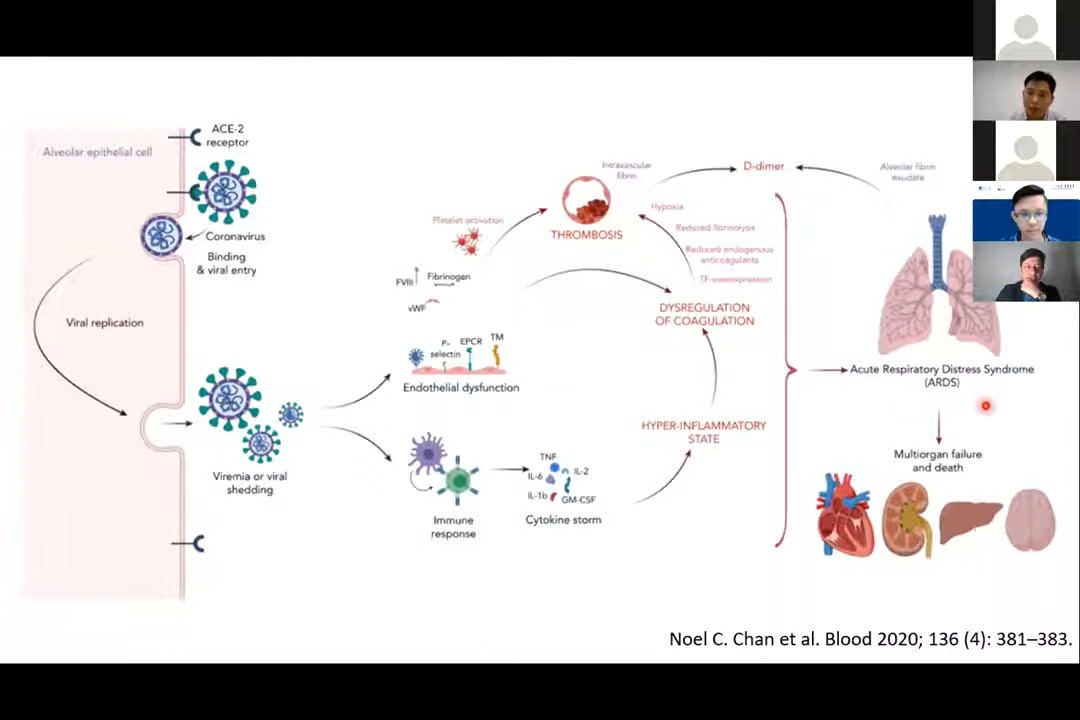 Alveolar epithelial cell
ACE-2
receptor
Coronavirus
Binding
& viral entry
Viral replication
Viremia or viral
shedding
Platelet activation
FVIII
Fibrinogen
vWF
P-
selectin
EPCR
TM
Endothelial dysfunction
Immune
response
TNF
IL-6
IL-2
IL-1b
GM-CSF
Cytokine storm
Intravascular
fibrin
THROMBOSIS
D-dimer
Alveolar fibrin
exudate
Hypoxia
Reduced fibrinolysis
Reduced endogenous
anticoagulants
TF-overexpression
DYSREGULATION
OF COAGULATION
HYPER-INFLAMMATORY
STATE
Acute Respiratory Distress Syndrome
(ARDS)
Multiorgan failure
and death
Noel C. Chan et al. Blood 2020; 136 (4): 381–383.